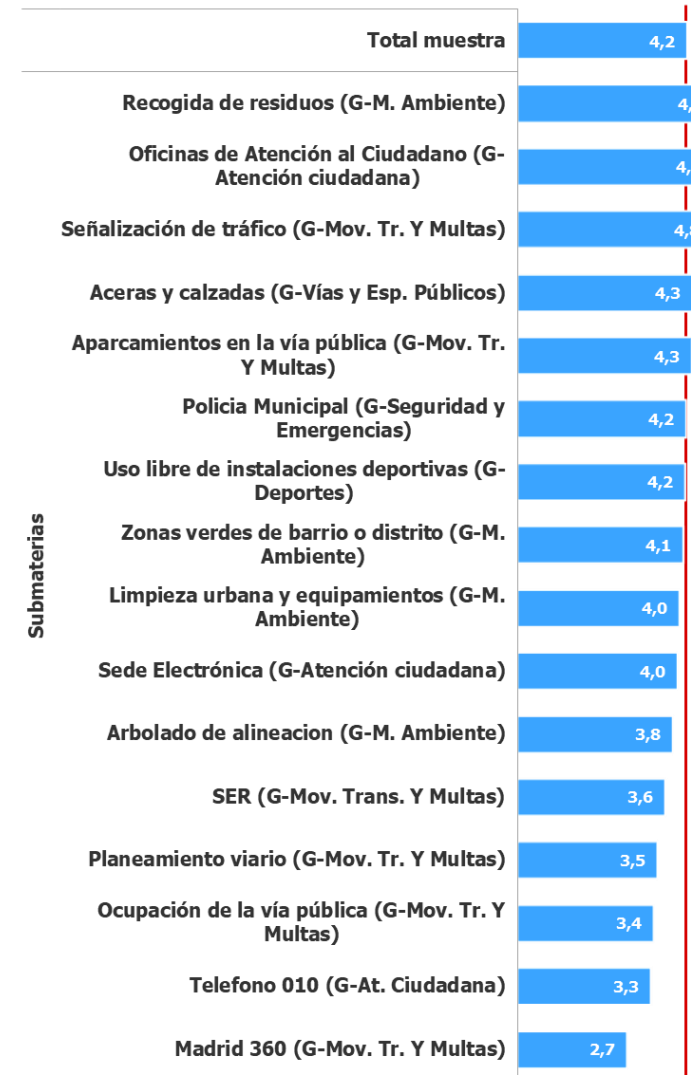 Total muestra
4,2
Recogida de residuos (G-M. Ambiente)
4,
Oficinas de Atención al Ciudadano (G-
Atención ciudadana)
4,
Señalización de tráfico (G-Mov. Tr. Y Multas)
4,8
Aceras y calzadas (G-Vías y Esp. Públicos)
4,3
Aparcamientos en la vía pública (G-Mov. Tr.
Y Multas)
4,3
Policia Municipal (G-Seguridad y
Emergencias)
4,2
Uso libre de instalaciones deportivas (G-
Deportes)
4,2
Zonas verdes de barrio o distrito (G-M.
Ambiente)
4,1
Limpieza urbana y equipamientos (G-M.
Ambiente)
4,0
Sede Electrónica (G-Atención ciudadana)
4,0
Arbolado de alineacion (G-M. Ambiente)
3,8
SER (G-Mov. Trans. Y Multas)
3,6
Planeamiento viario (G-Mov. Tr. Y Multas)
3,5
Ocupación de la vía pública (G-Mov. Tr. Y
Multas)
3,4
Telefono 010 (G-At. Ciudadana)
3,3
Madrid 360 (G-Mov. Tr. Y Multas)
2,7
Submaterias